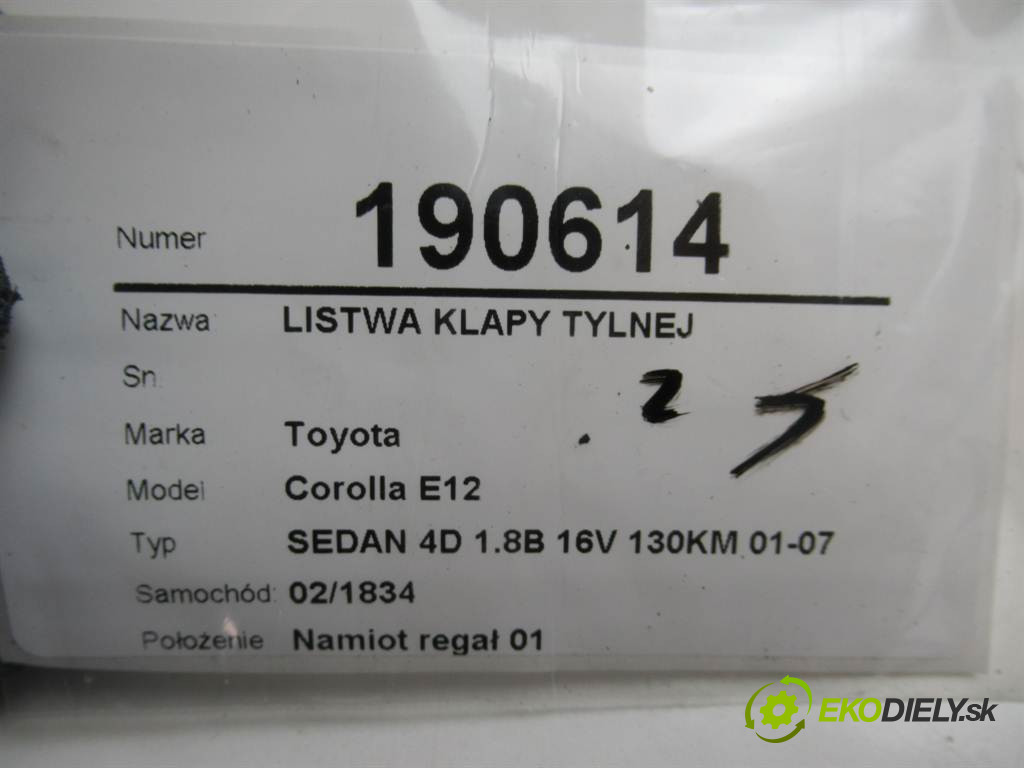 Numer 190614
Nazwa LISTWA KLAPY TYLNEJ
Sn
2 5
Marka Toyota
Model Corolla E12
Typ SEDAN 4D 1.8B 16V 130KM 01-07
Samochód: 02/1834
Położenie Namiot regał 01
EKODIELY.sk